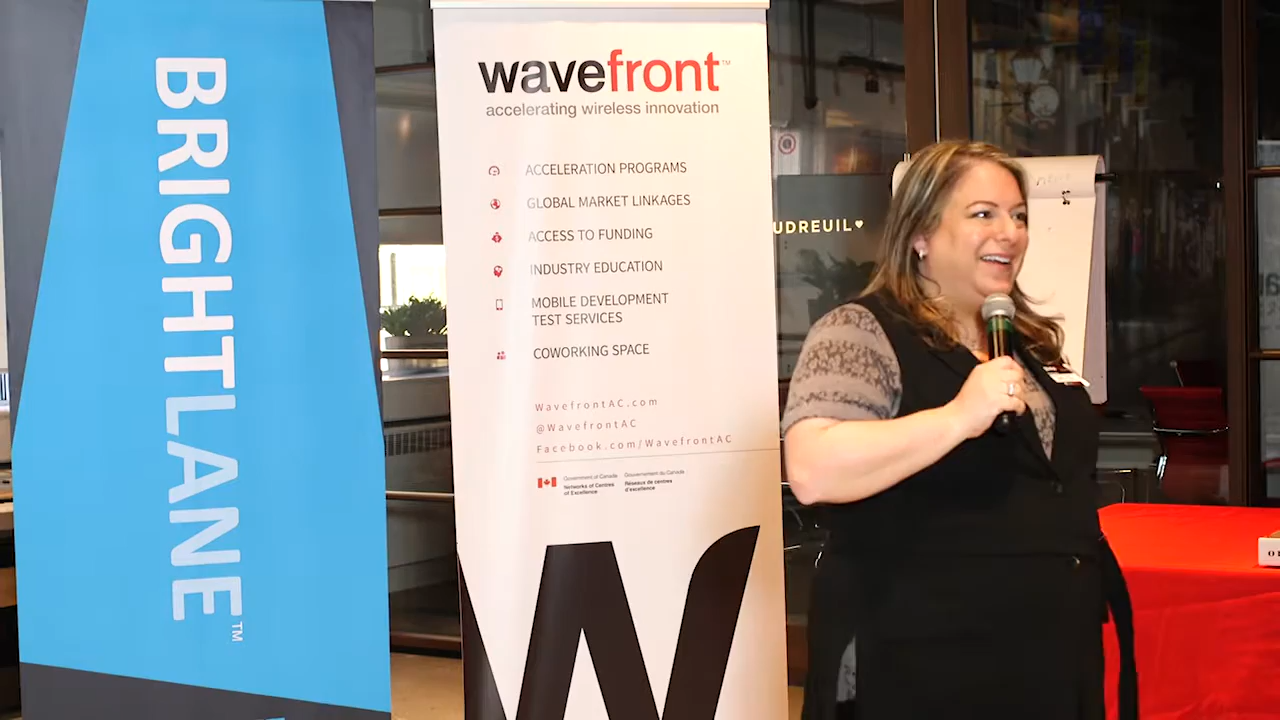 BRIGHTLANE™
wavefront™
accelerating wireless innovation
ACCELERATION PROGRAMS
GLOBAL MARKET LINKAGES
ACCESS TO FUNDING
INDUSTRY EDUCATION
MOBILE DEVELOPMENT
TEST SERVICES
COWORKING SPACE
WavefrontAC.com
@WavefrontAC
Facebook.com/WavefrontAC
Government of Canada
Gouvernement du Canada
Networks of Centres
of Excellence
Réseaux de centres
d'excellence
W
UDREUIL♥